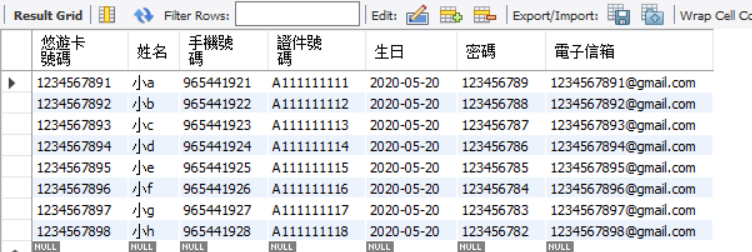 Result Grid Filter Rows: Edit: Export/Import: Wrap Cell Co
悠遊卡號碼 姓名 手機號碼 證件號碼 生日 密碼 電子信箱
1234567891 小a 965441921 A111111111 2020-05-20 123456789 1234567891@gmail.com
1234567892 小b 965441922 A111111112 2020-05-20 123456788 1234567892@gmail.com
1234567893 小c 965441923 A111111113 2020-05-20 123456787 1234567893@gmail.com
1234567894 小d 965441924 A111111114 2020-05-20 123456786 1234567894@gmail.com
1234567895 小e 965441925 A111111115 2020-05-20 123456785 1234567895@gmail.com
1234567896 小f 965441926 A111111116 2020-05-20 123456784 1234567896@gmail.com
1234567897 小g 965441927 A111111117 2020-05-20 123456783 1234567897@gmail.com
1234567898 小h 965441928 A111111118 2020-05-20 123456782 1234567898@gmail.com
NULL NULL NULL NULL NULL NULL NULL